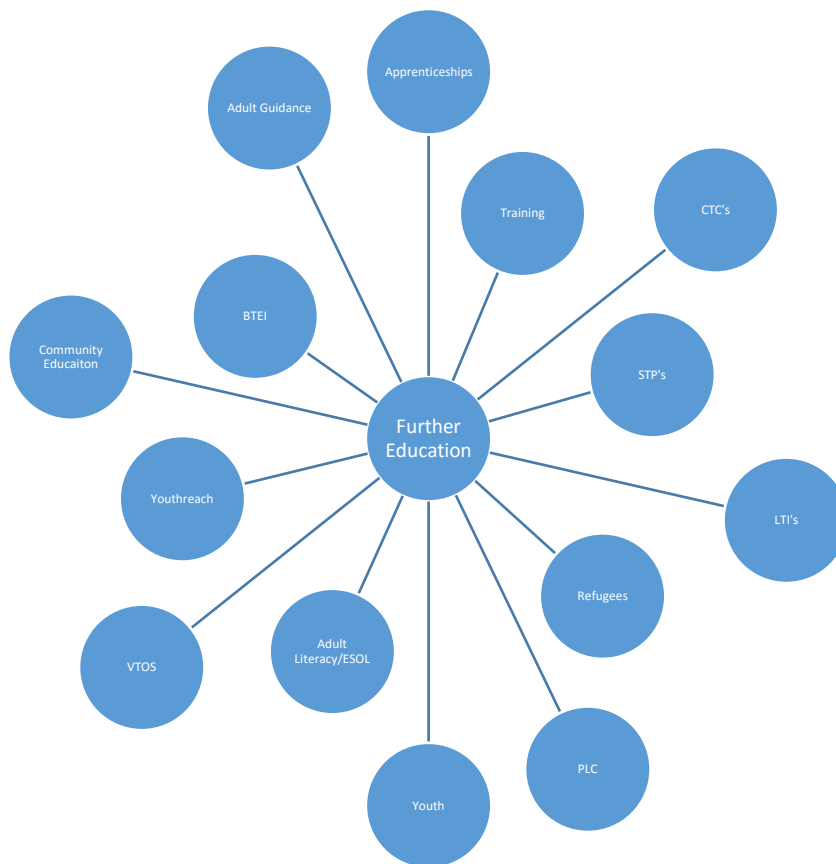 Apprenticeships
Adult Guidance
Training
CTC's
BTEI
Community
Educaiton
STP's
Further
Education
Youthreach
LTI's
Refugees
Adult
Literacy/ESOL
VTOS
PLC
Youth